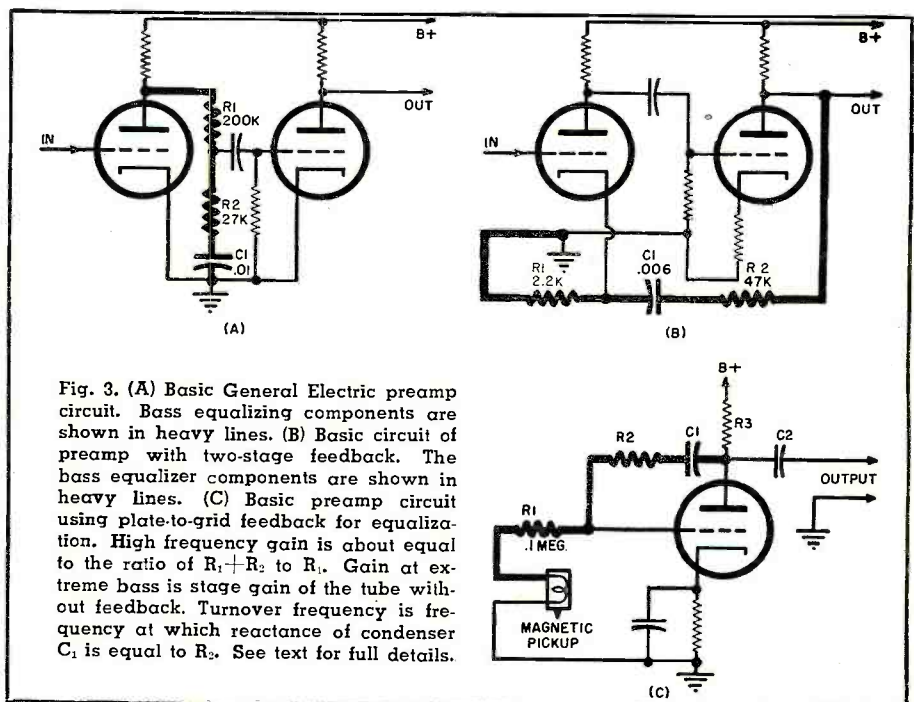 B+
OUT
IN
R1
200K
R2
27K
C1
.01
(A)
B+
OUT
IN
R1
2.2K
C1
.006
R2
47K
(B)
Fig. 3. (A) Basic General Electric preamp
circuit. Bass equalizing components are
shown in heavy lines. (B) Basic circuit of
preamp with two-stage feedback. The
bass equalizer components are shown in
heavy lines. (C) Basic preamp circuit
using plate-to-grid feedback for equaliza-
tion. High frequency gain is about equal
to the ratio of R₁+R₂ to R₁. Gain at ex-
treme bass is stage gain of the tube with-
out feedback. Turnover frequency is fre-
quency at which reactance of condenser
C₁ is equal to R₂. See text for full details.
B+
R3
R2
C1
C2
OUTPUT
R1
.1 MEG.
MAGNETIC
PICKUP
(C)